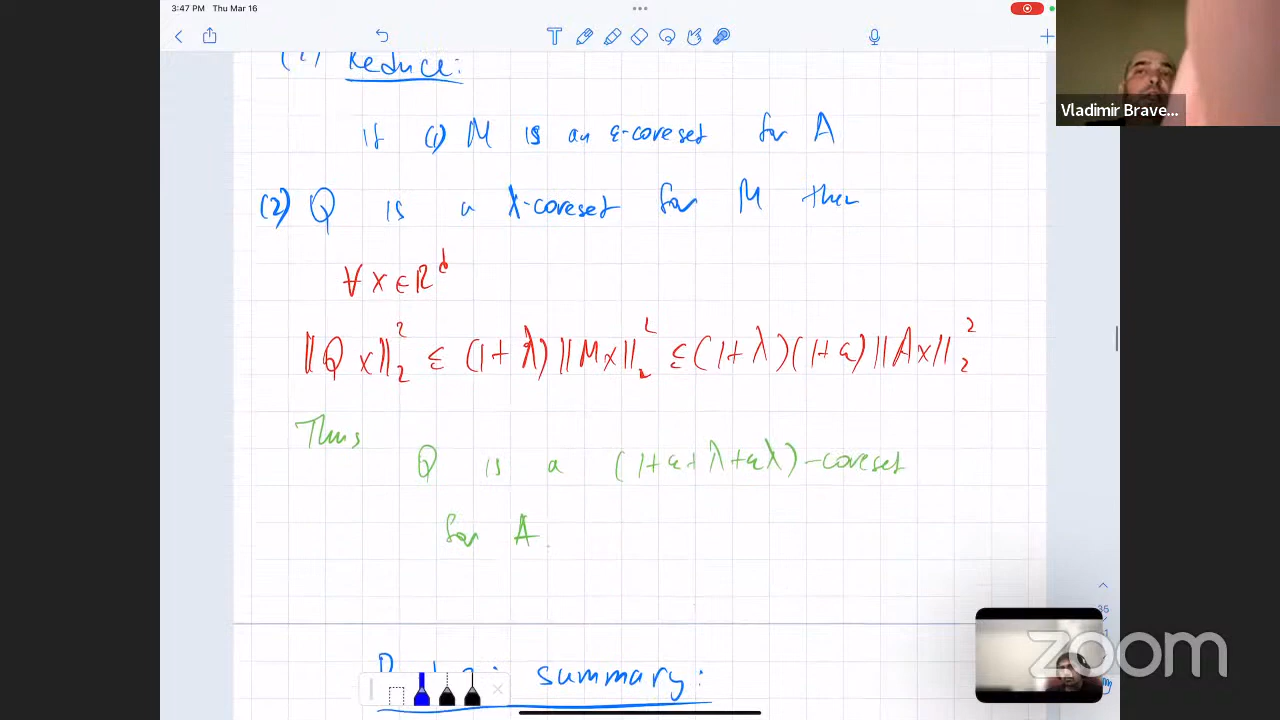 3:47 PM Thu Mar 16
Vladimir Brave...
Reduce:
if (1) M is an ε-coreset for A
(2) Q is a λ-coreset for M then
∀ x ∈ R^d
||Q x||₂² ≤ (1+λ)||Mx||₂² ≤ (1+λ)(1+ε)||Ax||₂²
Thus
Q is a (1+ε+λ+ελ)-coreset
for A.
summary:
zoom